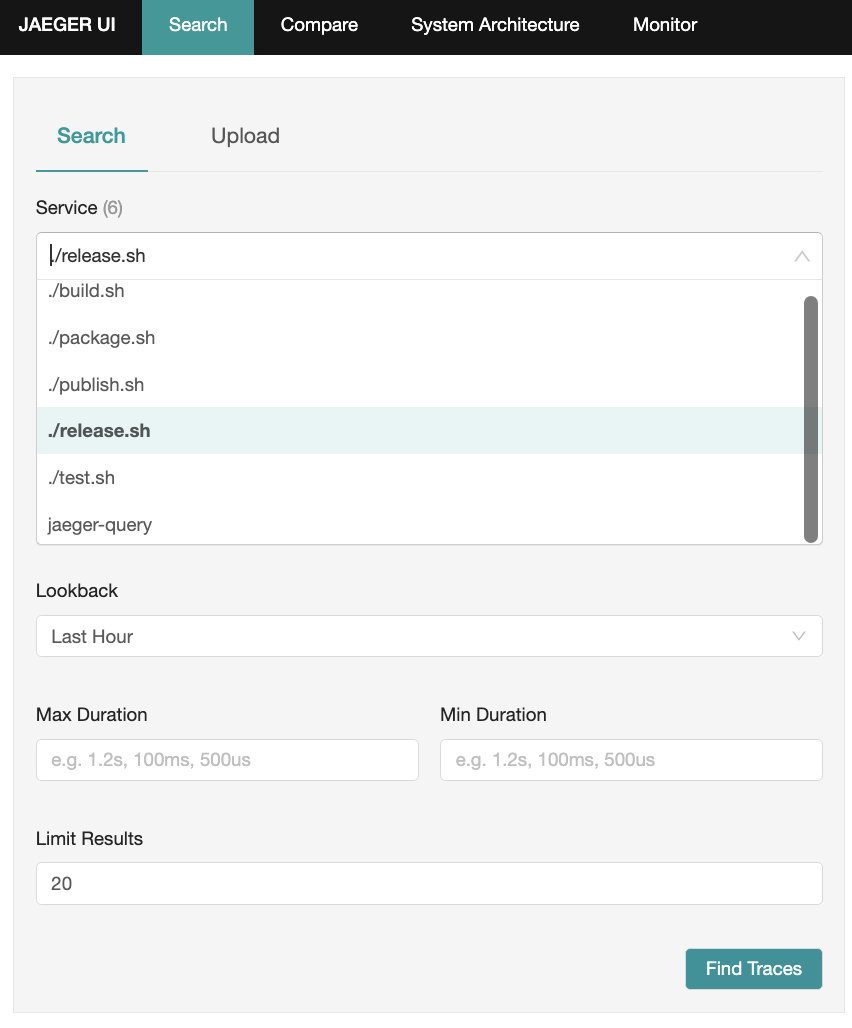 JAEGER UI Search Compare System Architecture Monitor
Search Upload
Service (6)
./release.sh
./build.sh
./package.sh
./publish.sh
./release.sh
./test.sh
jaeger-query
Lookback
Last Hour
Max Duration Min Duration
e.g. 1.2s, 100ms, 500us e.g. 1.2s, 100ms, 500us
Limit Results
20
Find Traces